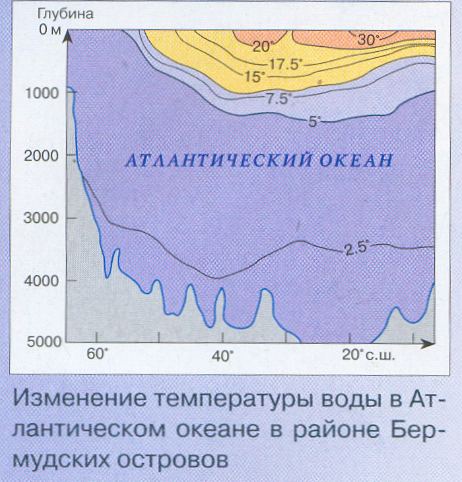 Глубина
0 м
20°
30°
17.5°
15°
1000
7.5°
5°
2000
АТЛАНТИЧЕСКИЙ ОКЕАН
3000
2.5°
4000
5000
60°
40°
20° с.ш.
Изменение температуры воды в Ат-
лантическом океане в районе Бер-
мудских островов